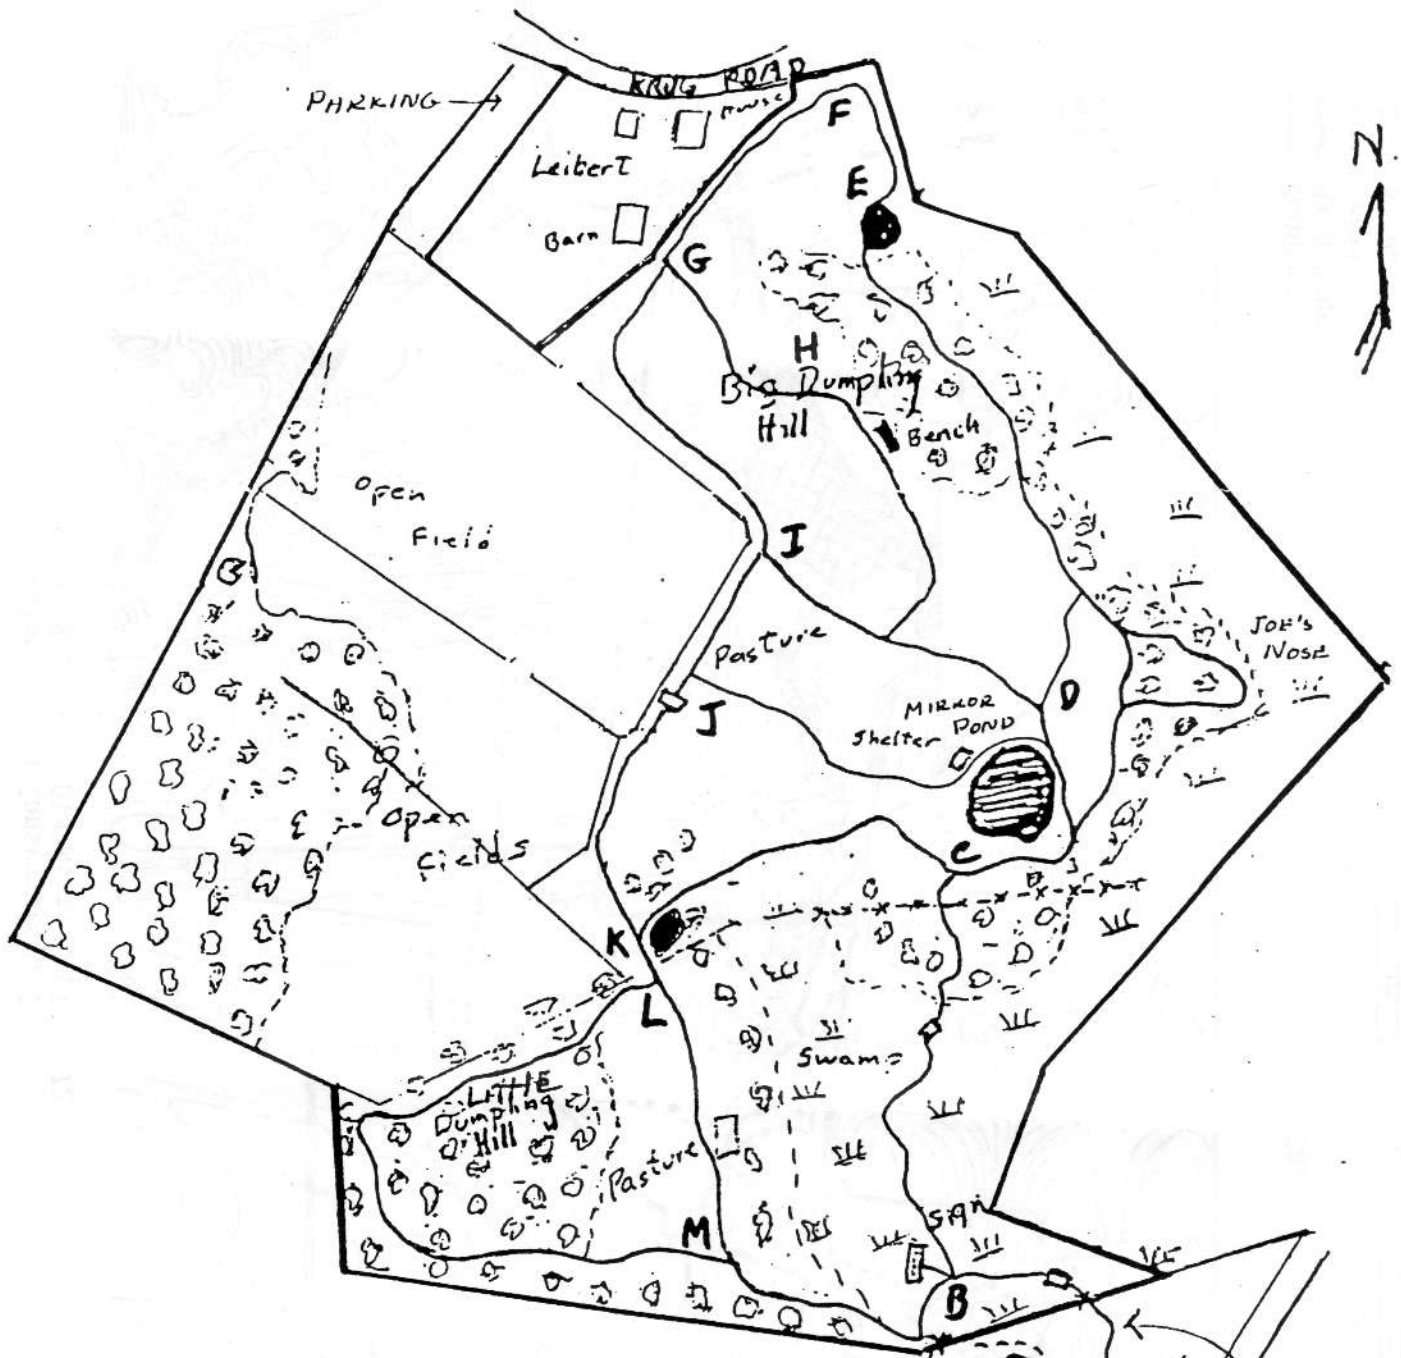 KRUG ROAD
PARKING
House
F
N
Leibert
E
Barn
G
H
Big Dumpling
Hill
Bench
Open
Field
I
Joe's
Nose
Pasture
D
J
MIRROR
POND
Shelter
Open
fields
C
K
L
Swamp
LITTLE
Dumpling
Hill
Pasture
M
B